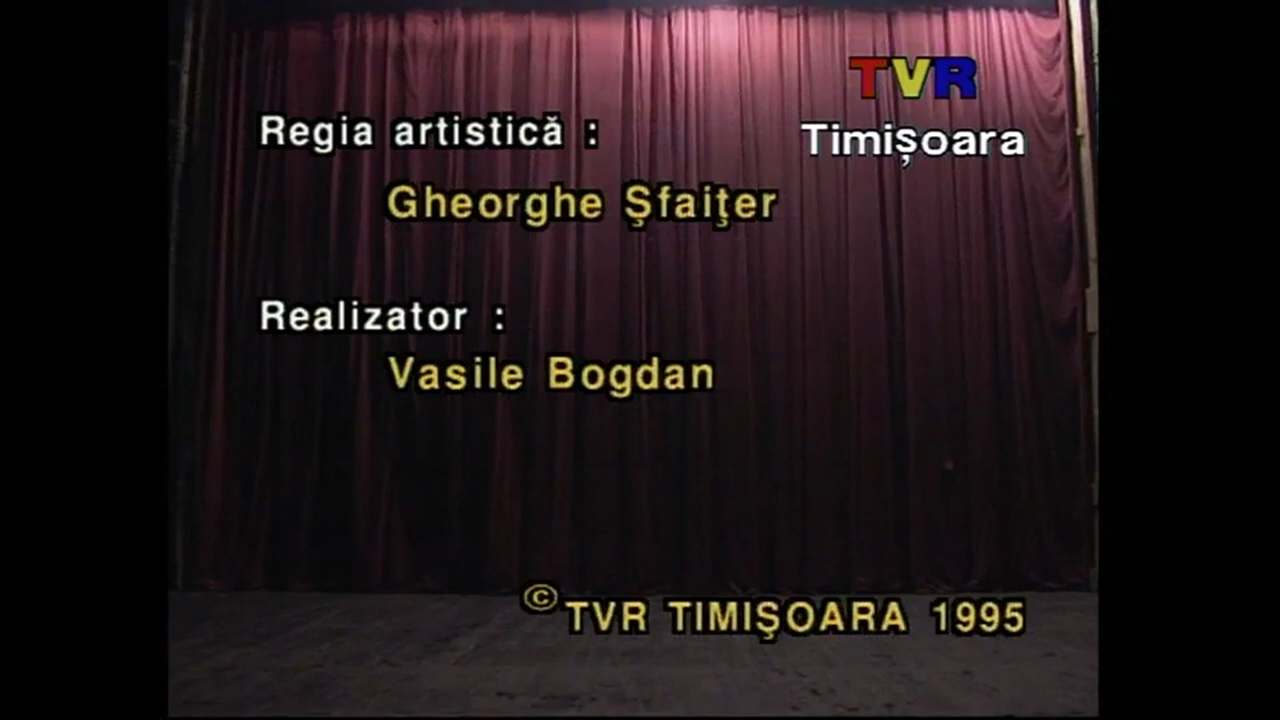 TVR
Timișoara
Regia artistică :
Gheorghe Şfaiţer
Realizator :
Vasile Bogdan
© TVR TIMIŞOARA 1995